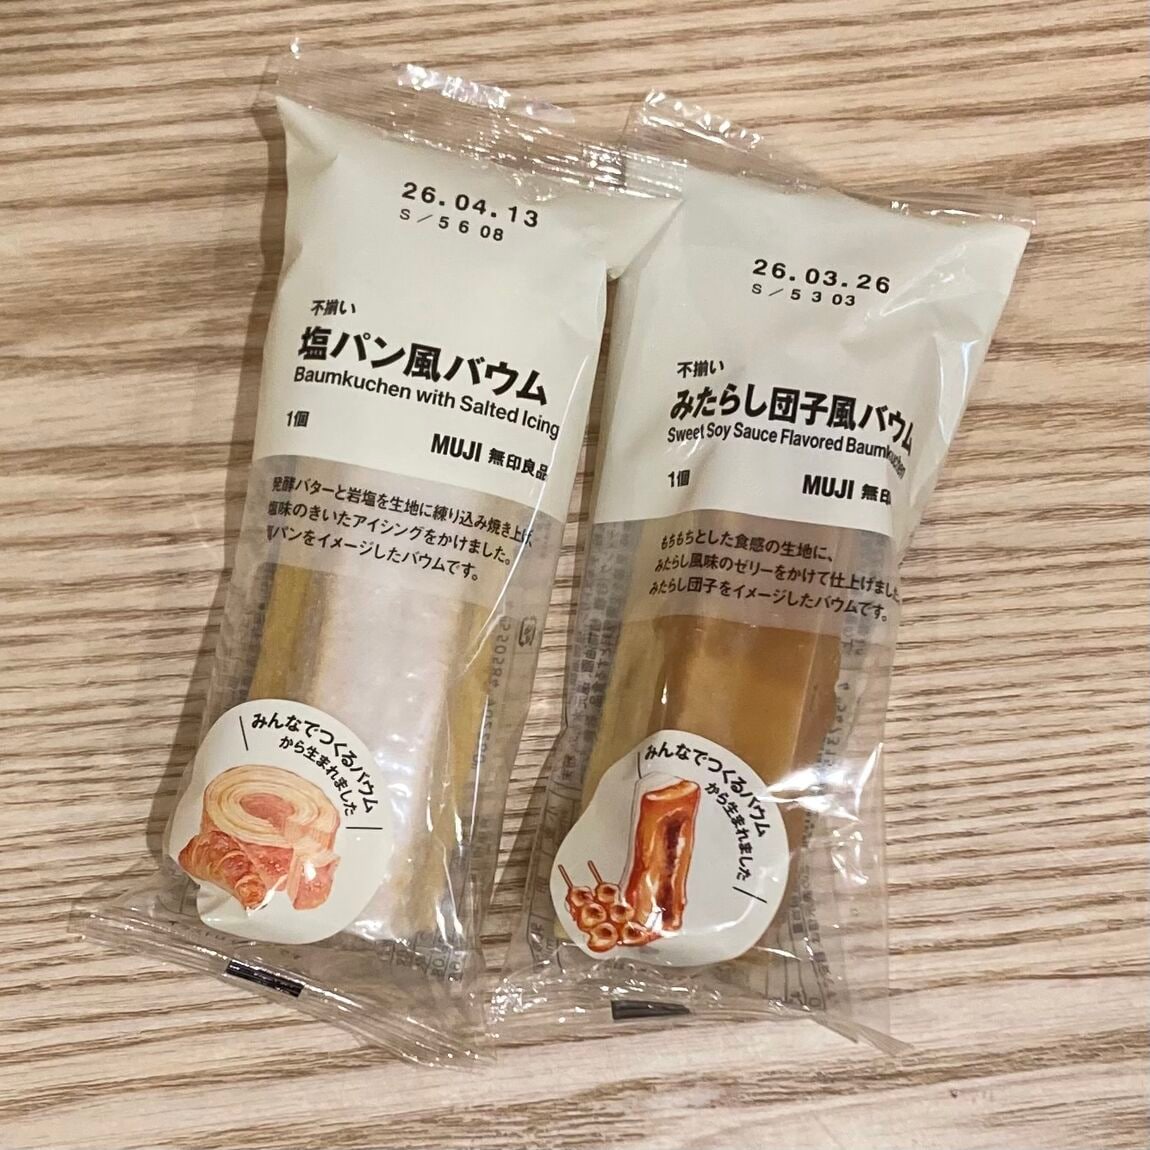 26.04.13
S/5608
不揃い
塩パン風バウム
Baumkuchen with Salted Icing
1個
MUJI 無印良品
発酵バターと岩塩を生地に練り込み焼き上げ、
塩味のきいたアイシングをかけました。
パンをイメージしたバウムです。
みんなでつくるバウム
から生まれました
26.03.26
S/5303
不揃い
みたらし団子風バウム
Sweet Soy Sauce Flavored Baumkuchen
1個
MUJI 無印
もちもちとした食感の生地に、
みたらし風味のゼリーをかけて仕上げました。
みたらし団子をイメージしたバウムです。
みんなでつくるバウム
から生まれました